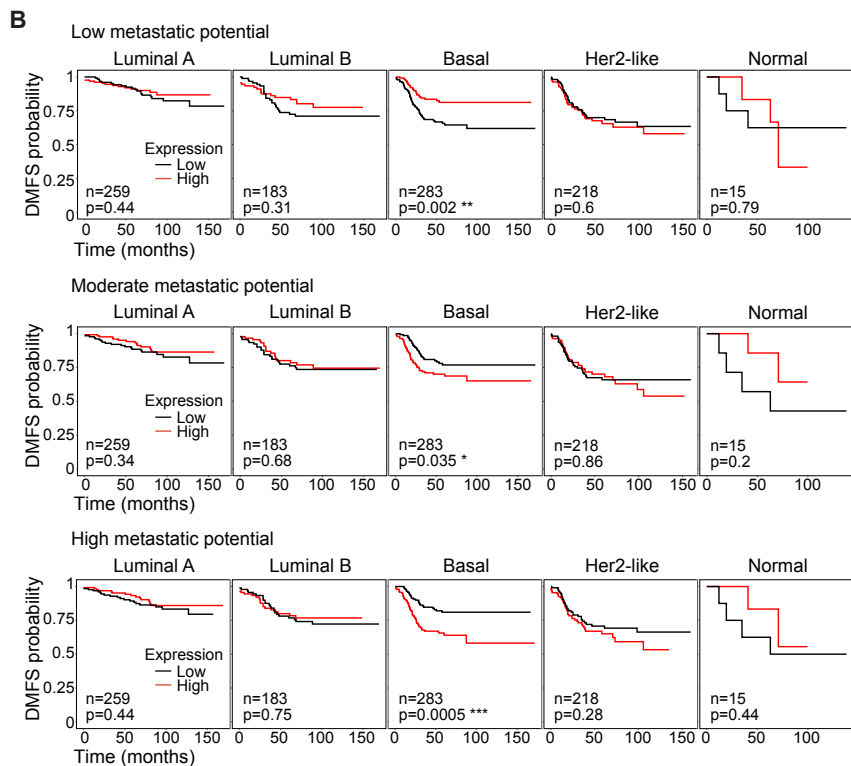 B
Low metastatic potential
Luminal A Luminal B Basal Her2-like Normal
DMFS probability
1
0.75
0.5
0.25
0
Expression
Low
High
n=259 n=183 n=283 n=218 n=15
p=0.44 p=0.31 p=0.002 ** p=0.6 p=0.79
0 50 100 150 0 50 100 150 0 50 100 150 0 50 100 150 0 50 100
Time (months)
Moderate metastatic potential
Luminal A Luminal B Basal Her2-like Normal
DMFS probability
1
0.75
0.5
0.25
0
Expression
Low
High
n=259 n=183 n=283 n=218 n=15
p=0.34 p=0.68 p=0.035 * p=0.86 p=0.2
0 50 100 150 0 50 100 150 0 50 100 150 0 50 100 150 0 50 100
Time (months)
High metastatic potential
Luminal A Luminal B Basal Her2-like Normal
DMFS probability
1
0.75
0.5
0.25
0
Expression
Low
High
n=259 n=183 n=283 n=218 n=15
p=0.44 p=0.75 p=0.0005 *** p=0.28 p=0.44
0 50 100 150 0 50 100 150 0 50 100 150 0 50 100 150 0 50 100
Time (months)